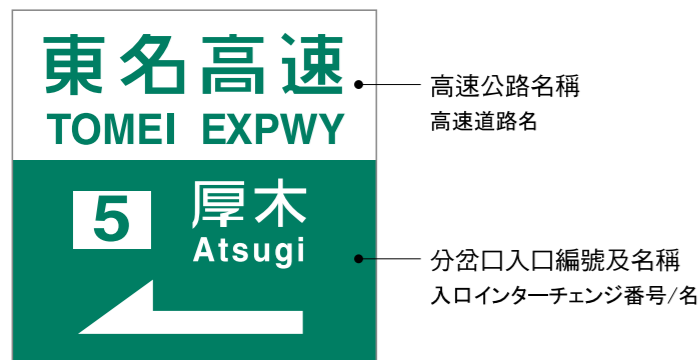 東名高速
TOMEI EXPWY
高速公路名稱
高速道路名
5 厚木
Atsugi
分岔口入口編號及名稱
入口インターチェンジ番号/名